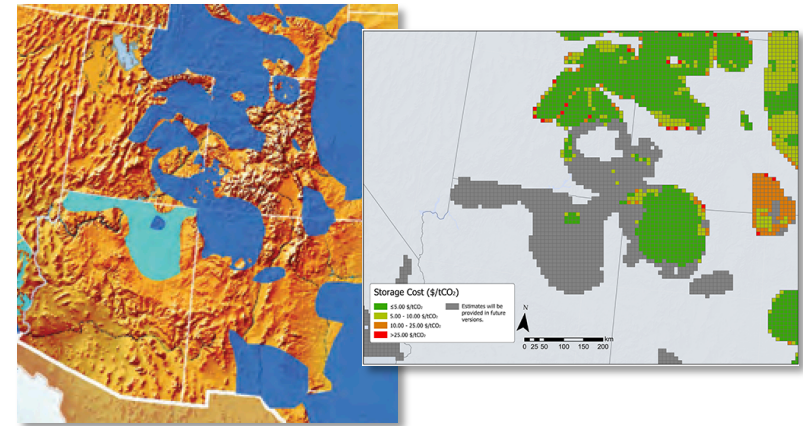 Storage Cost ($/tCO₂)
≤5.00 $/tCO₂
5.00 - 10.00 $/tCO₂
10.00 - 25.00 $/tCO₂
>25.00 $/tCO₂
Estimates will be
provided in future
versions.
N
km
0 25 50 100 150 200